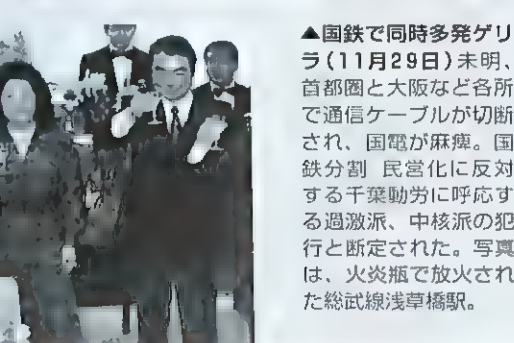 ▲国鉄で同時多発ゲリ
ラ(11月29日)未明、
首都圏と大阪など各所
で通信ケーブルが切断
され、国電が麻痺。国
鉄分割 民営化に反対
する千葉動労に呼応す
る過激派、中核派の犯
行と断定された。写真
は、火炎瓶で放火され
た総武線浅草橋駅。